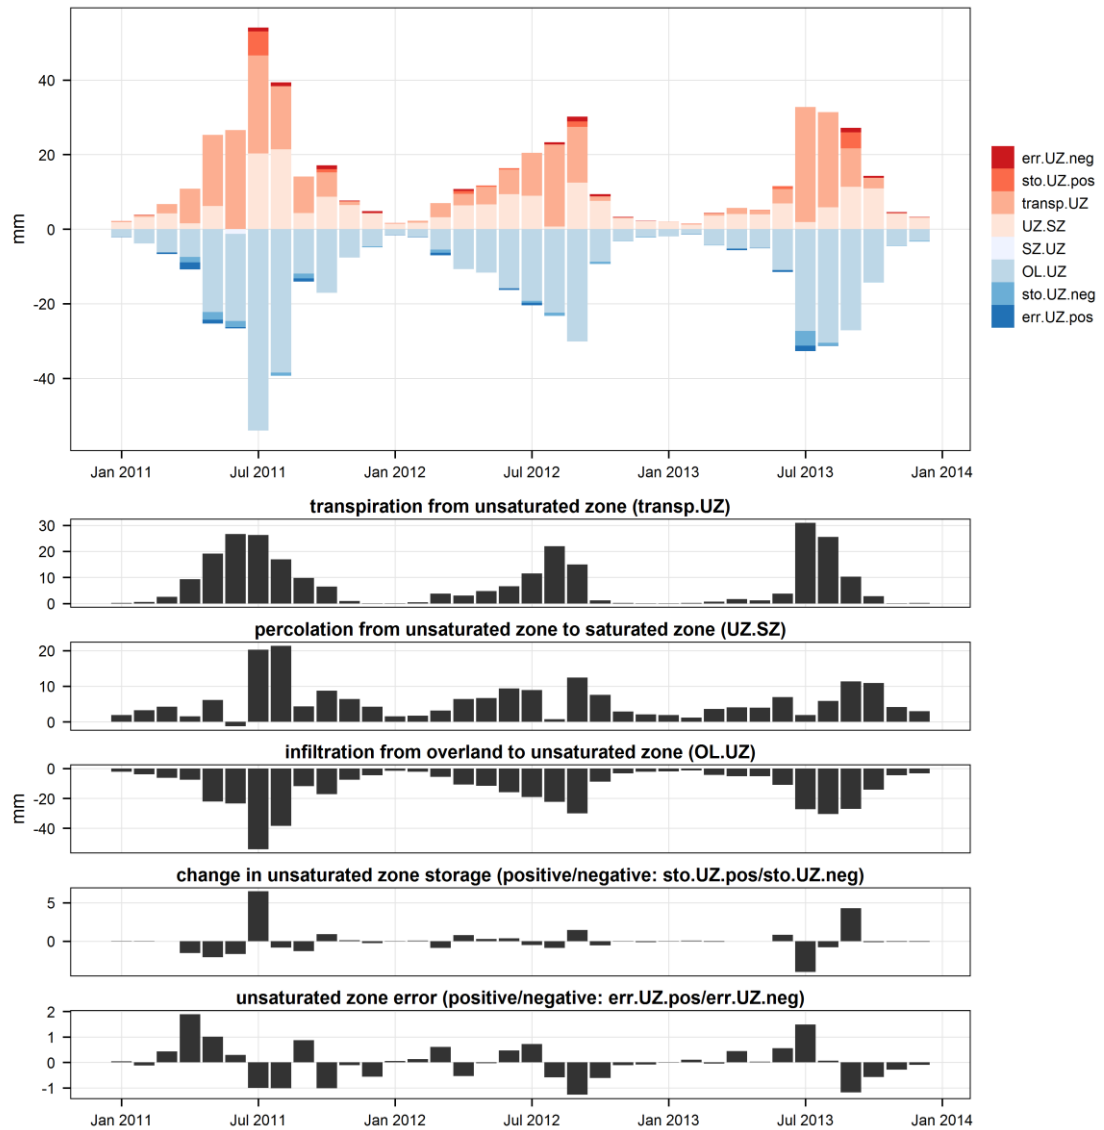 40
20
0
-20
-40
mm
Jan 2011 Jul 2011 Jan 2012 Jul 2012 Jan 2013 Jul 2013 Jan 2014
err.UZ.neg
sto.UZ.pos
transp.UZ
UZ.SZ
SZ.UZ
OL.UZ
sto.UZ.neg
err.UZ.pos
transpiration from unsaturated zone (transp.UZ)
30
20
10
0
percolation from unsaturated zone to saturated zone (UZ.SZ)
20
10
0
infiltration from overland to unsaturated zone (OL.UZ)
0
-20
-40
mm
change in unsaturated zone storage (positive/negative: sto.UZ.pos/sto.UZ.neg)
5
0
unsaturated zone error (positive/negative: err.UZ.pos/err.UZ.neg)
2
1
0
-1
Jan 2011 Jul 2011 Jan 2012 Jul 2012 Jan 2013 Jul 2013 Jan 2014